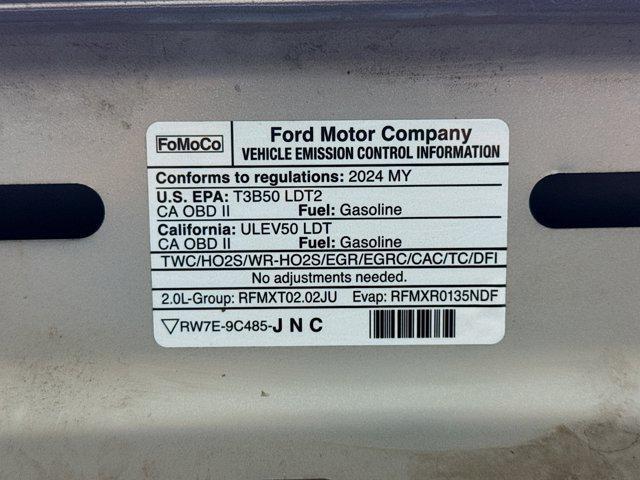 FoMoCo
Ford Motor Company
VEHICLE EMISSION CONTROL INFORMATION
Conforms to regulations: 2024 MY
U.S. EPA: T3B50 LDT2
CA OBD II Fuel: Gasoline
California: ULEV50 LDT
CA OBD II Fuel: Gasoline
TWC/HO2S/WR-HO2S/EGR/EGRC/CAC/TC/DFI
No adjustments needed.
2.0L-Group: RFMXT02.02JU Evap: RFMXR0135NDF
RW7E-9C485-J N C